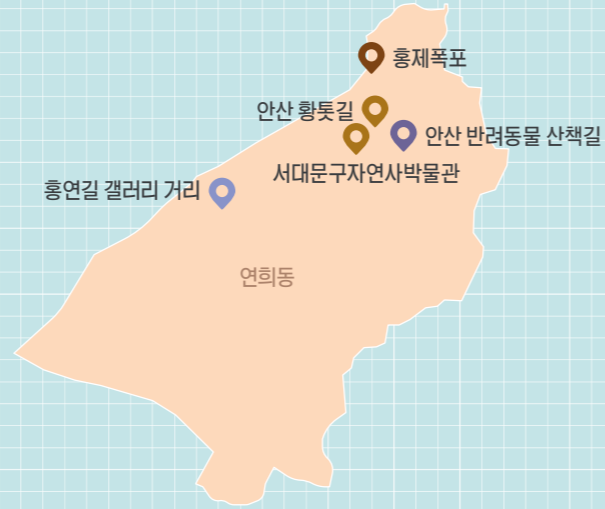 홍제폭포
안산 황톳길
안산 반려동물 산책길
서대문구자연사박물관
홍연길 갤러리 거리
연희동